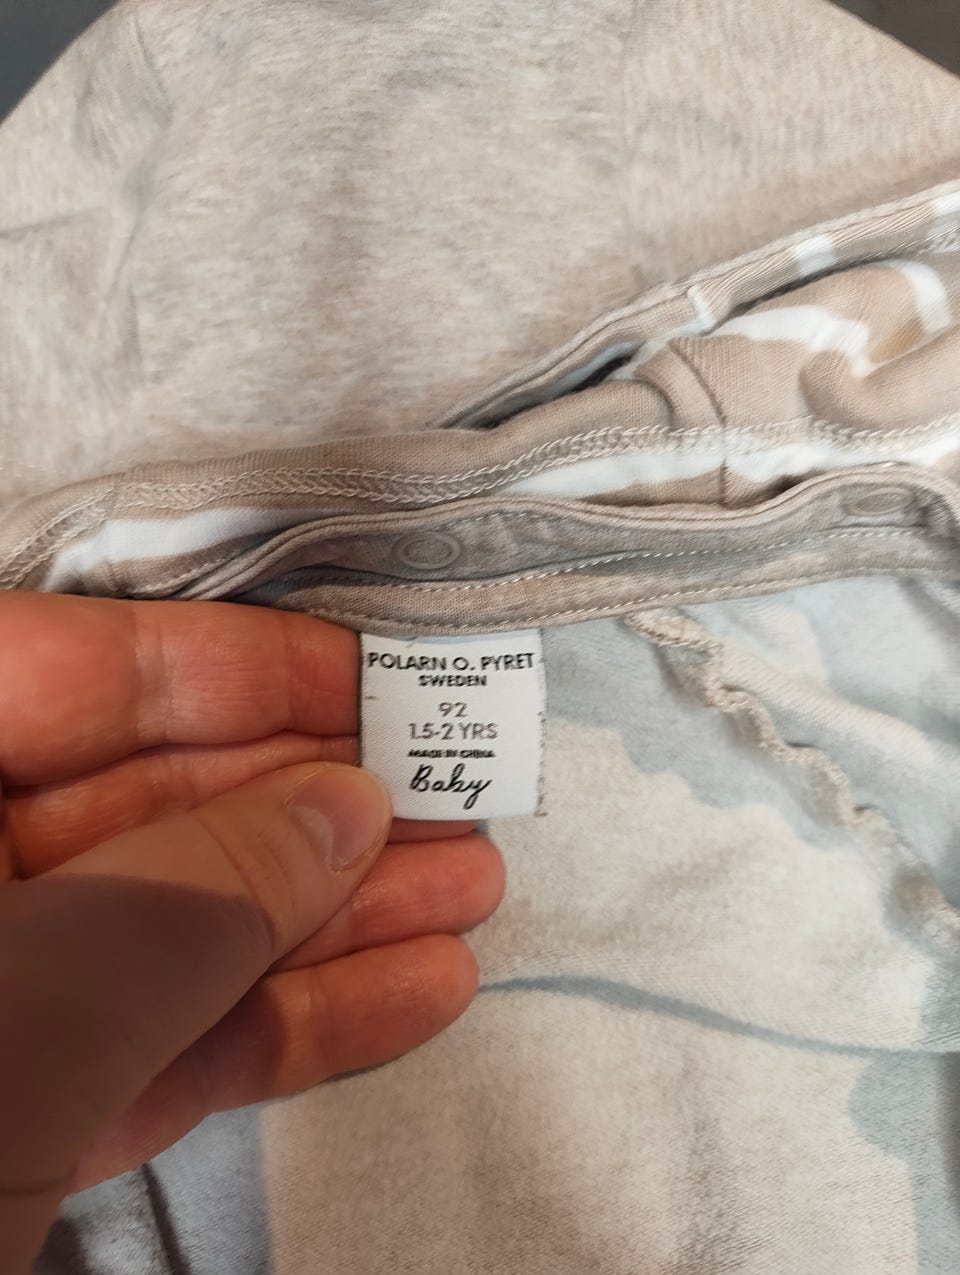 POLARN O. PYRET
SWEDEN
92
1.5-2 YRS
MADE IN CHINA
Baby